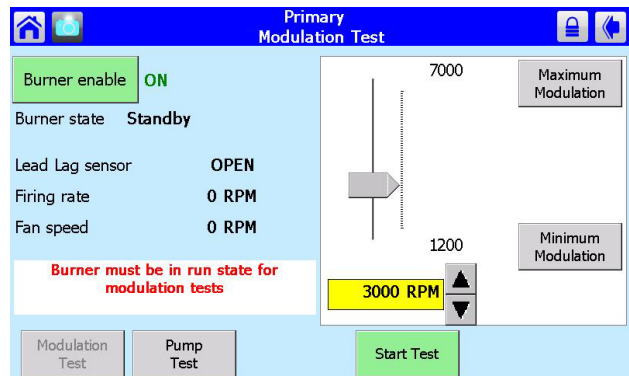 Primary
Modulation Test
Burner enable ON
Burner state Standby
Lead Lag sensor OPEN
Firing rate 0 RPM
Fan speed 0 RPM
Burner must be in run state for
modulation tests
7000
Maximum
Modulation
1200
Minimum
Modulation
3000 RPM
Modulation
Test
Pump
Test
Start Test